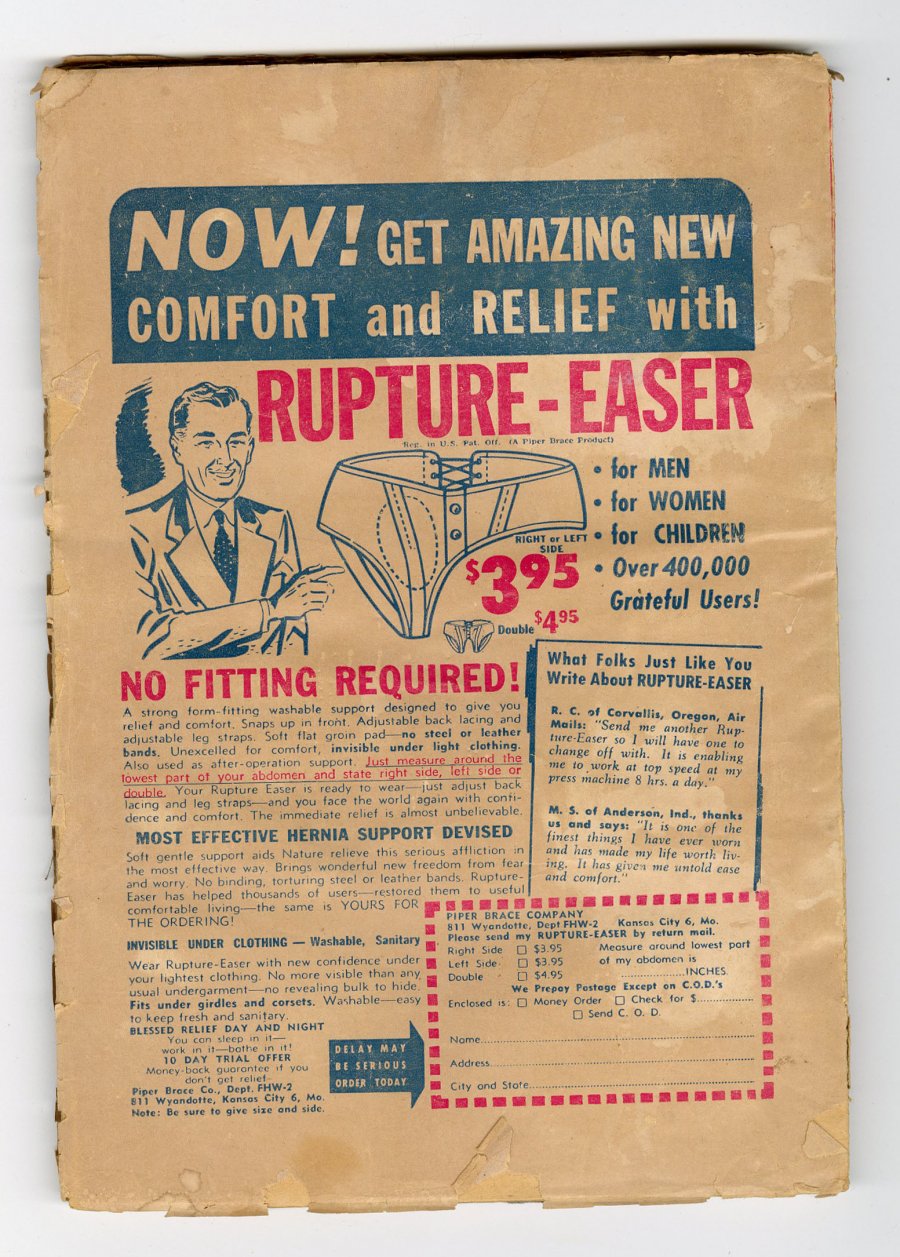 NOW! GET AMAZING NEW
COMFORT and RELIEF with
RUPTURE-EASER
Reg. in U.S. Pat. Off. (A Piper Brace Product)
• for MEN
• for WOMEN
• for CHILDREN
• Over 400,000
Grateful Users!
RIGHT or LEFT
SIDE
$3.95
Double $4.95
NO FITTING REQUIRED!
A strong form-fitting washable support designed to give you
relief and comfort. Snaps up in front. Adjustable back lacing and
adjustable leg straps. Soft flat groin pad—no steel or leather
bands. Unexcelled for comfort, invisible under light clothing.
Also used as after-operation support. Just measure around the
lowest part of your abdomen and state right side, left side or
double. Your Rupture Easer is ready to wear—just adjust back
lacing and leg straps—and you face the world again with confi-
dence and comfort. The immediate relief is almost unbelievable.
MOST EFFECTIVE HERNIA SUPPORT DEVISED
Soft gentle support aids Nature relieve this serious affliction in
the most effective way. Brings wonderful new freedom from fear
and worry. No binding, torturing steel or leather bands. Rupture-
Easer has helped thousands of users—restored them to useful
comfortable living—the same is YOURS FOR
THE ORDERING!
INVISIBLE UNDER CLOTHING — Washable, Sanitary
Wear Rupture-Easer with new confidence under
your lightest clothing. No more visible than any
usual undergarment—no revealing bulk to hide.
Fits under girdles and corsets. Washable—easy
to keep fresh and sanitary.
BLESSED RELIEF DAY AND NIGHT
You can sleep in it—
work in it—bathe in it!
10 DAY TRIAL OFFER
Money-back guarantee if you
don't get relief.
Piper Brace Co., Dept. FHW-2
811 Wyandotte, Kansas City 6, Mo.
Note: Be sure to give size and side.
DELAY MAY
BE SERIOUS
ORDER TODAY
What Folks Just Like You
Write About RUPTURE-EASER
R. C. of Corvallis, Oregon, Air
Mails: "Send me another Rup-
ture-Easer so I will have one to
change off with. It is enabling
me to work at top speed at my
press machine 8 hrs. a day."
M. S. of Anderson, Ind., thanks
us and says: "It is one of the
finest things I have ever worn
and has made my life worth liv-
ing. It has given me untold ease
and comfort."
PIPER BRACE COMPANY
811 Wyandotte, Dept FHW-2 Kansas City 6, Mo.
Please send my RUPTURE-EASER by return mail.
Right Side □ $3.95 Measure around lowest part
Left Side □ $3.95 of my abdomen is
Double □ $4.95 ................INCHES.
We Prepay Postage Except on C.O.D.'s
Enclosed is: □ Money Order □ Check for $................
□ Send C. O. D.
Name................
Address................
City and State................